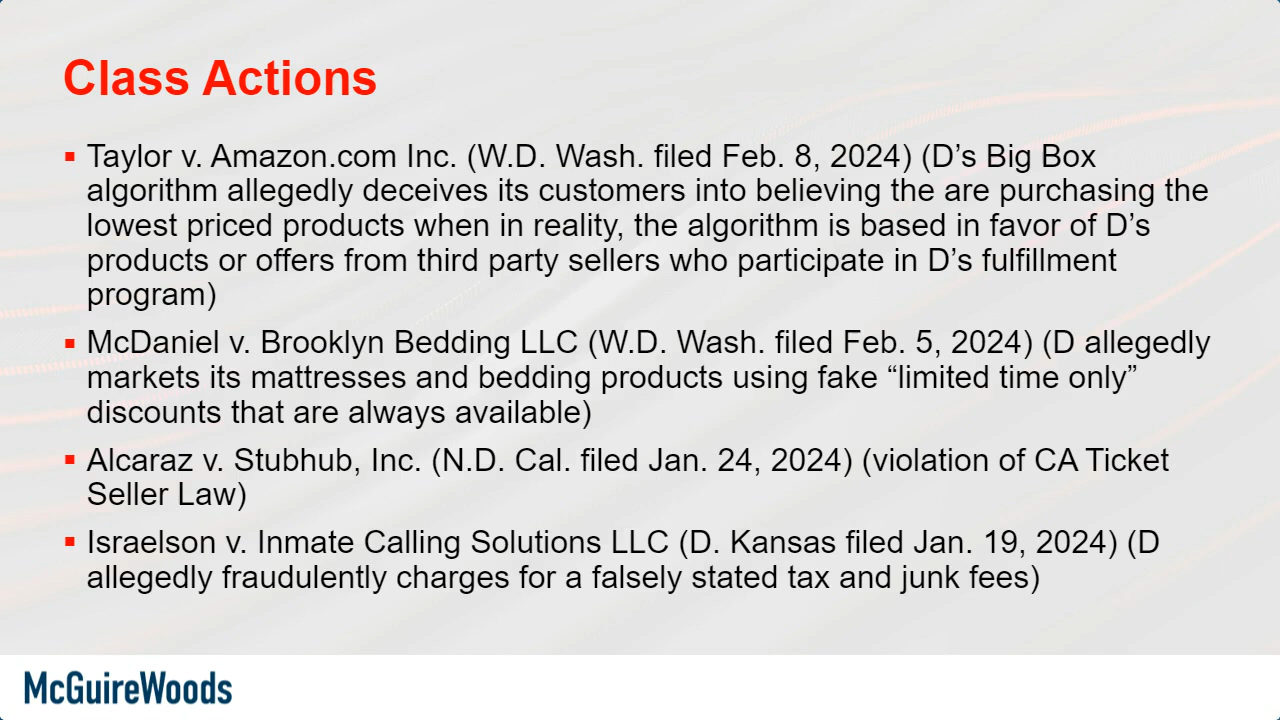 Class Actions
▪ Taylor v. Amazon.com Inc. (W.D. Wash. filed Feb. 8, 2024) (D’s Big Box
algorithm allegedly deceives its customers into believing the are purchasing the
lowest priced products when in reality, the algorithm is based in favor of D’s
products or offers from third party sellers who participate in D’s fulfillment
program)
▪ McDaniel v. Brooklyn Bedding LLC (W.D. Wash. filed Feb. 5, 2024) (D allegedly
markets its mattresses and bedding products using fake “limited time only”
discounts that are always available)
▪ Alcaraz v. Stubhub, Inc. (N.D. Cal. filed Jan. 24, 2024) (violation of CA Ticket
Seller Law)
▪ Israelson v. Inmate Calling Solutions LLC (D. Kansas filed Jan. 19, 2024) (D
allegedly fraudulently charges for a falsely stated tax and junk fees)
McGuireWoods